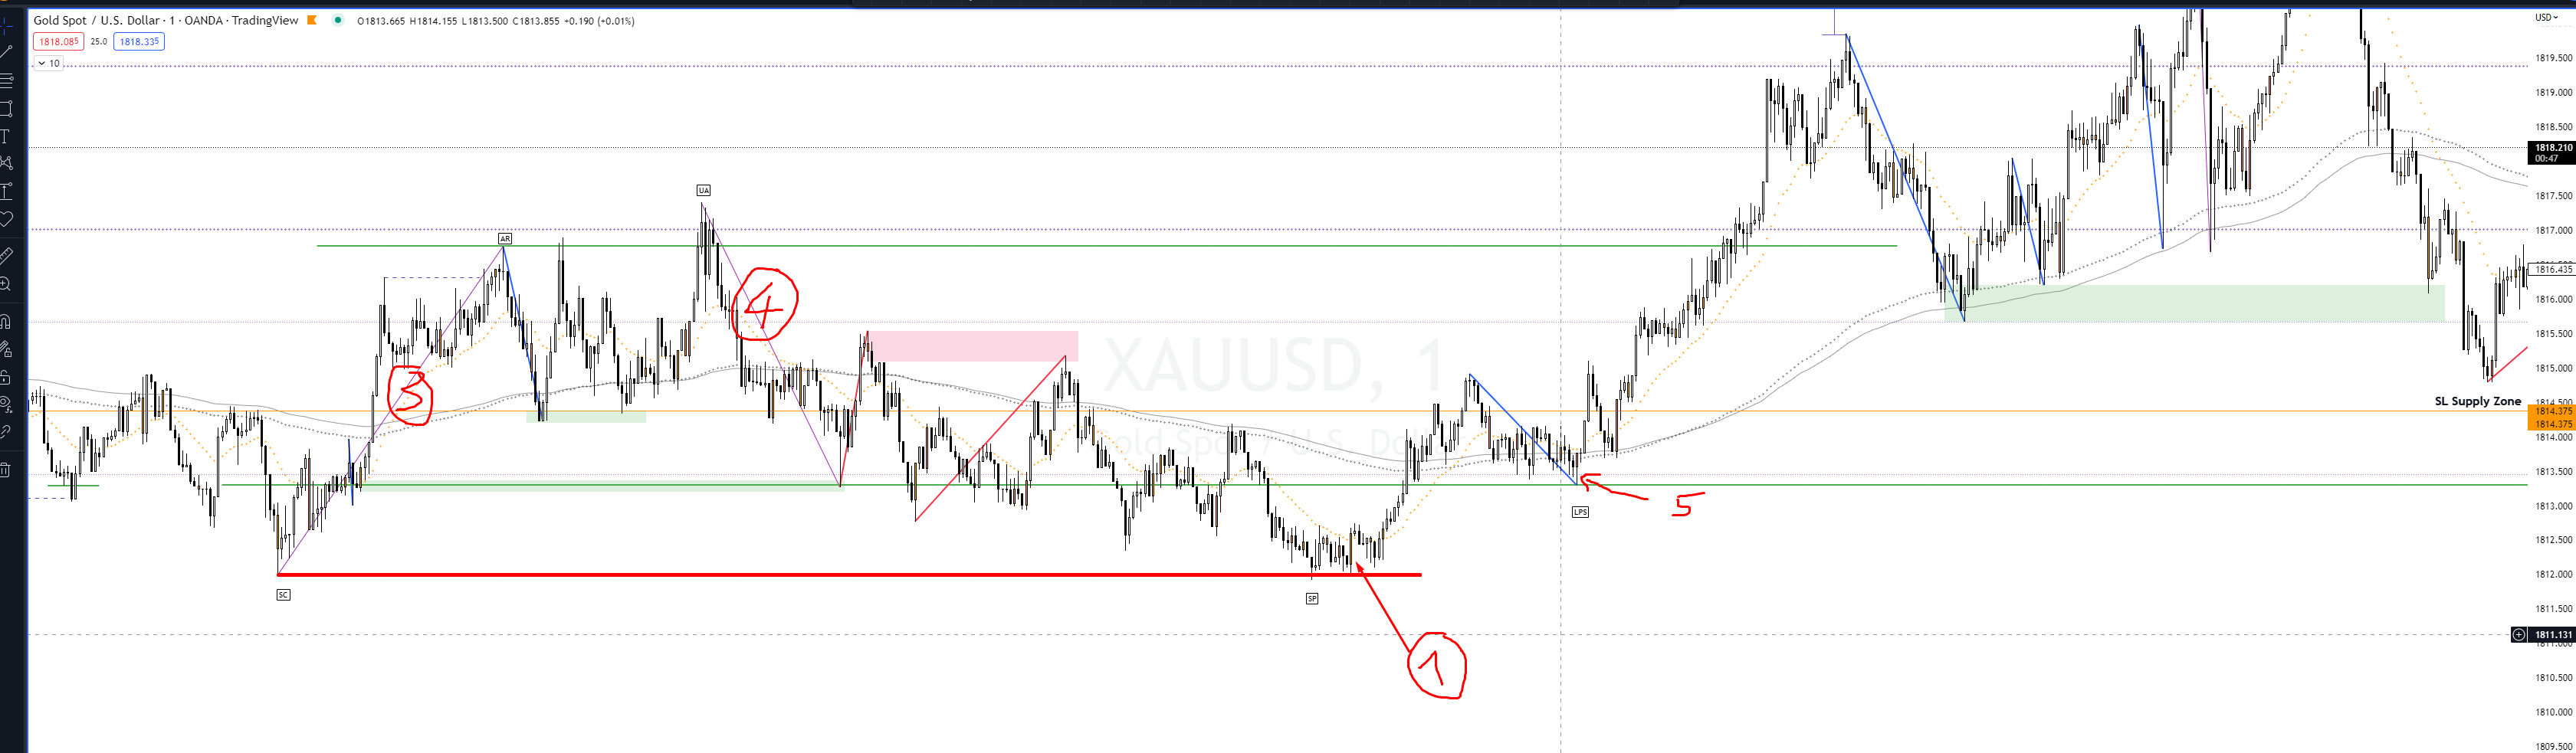 Gold Spot / U.S. Dollar · 1 · OANDA · TradingView O1813.665 H1814.155 L1813.500 C1813.855 +0.190 (+0.01%)
1818.085 25.0 1818.335
10
USD
1819.500
1819.000
1818.500
1818.210
00:47
1817.500
1817.000
1816.435
1816.000
1815.500
1815.000
SL Supply Zone
1814.375
1814.375
1814.000
1813.500
1813.000
1812.500
1812.000
1811.500
1811.131
1810.500
1810.000
1809.500
UA
AR
4
3
XAUUSD, 1
Gold Spot / U.S. Dollar
5
LPS
SC
SP
1